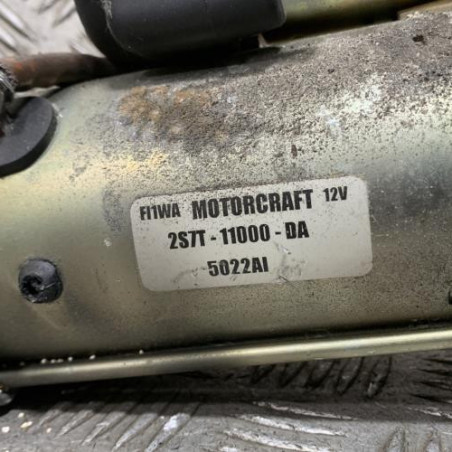 FI1WA MOTORCRAFT 12V
2S7T - 11000 - DA
5022AI